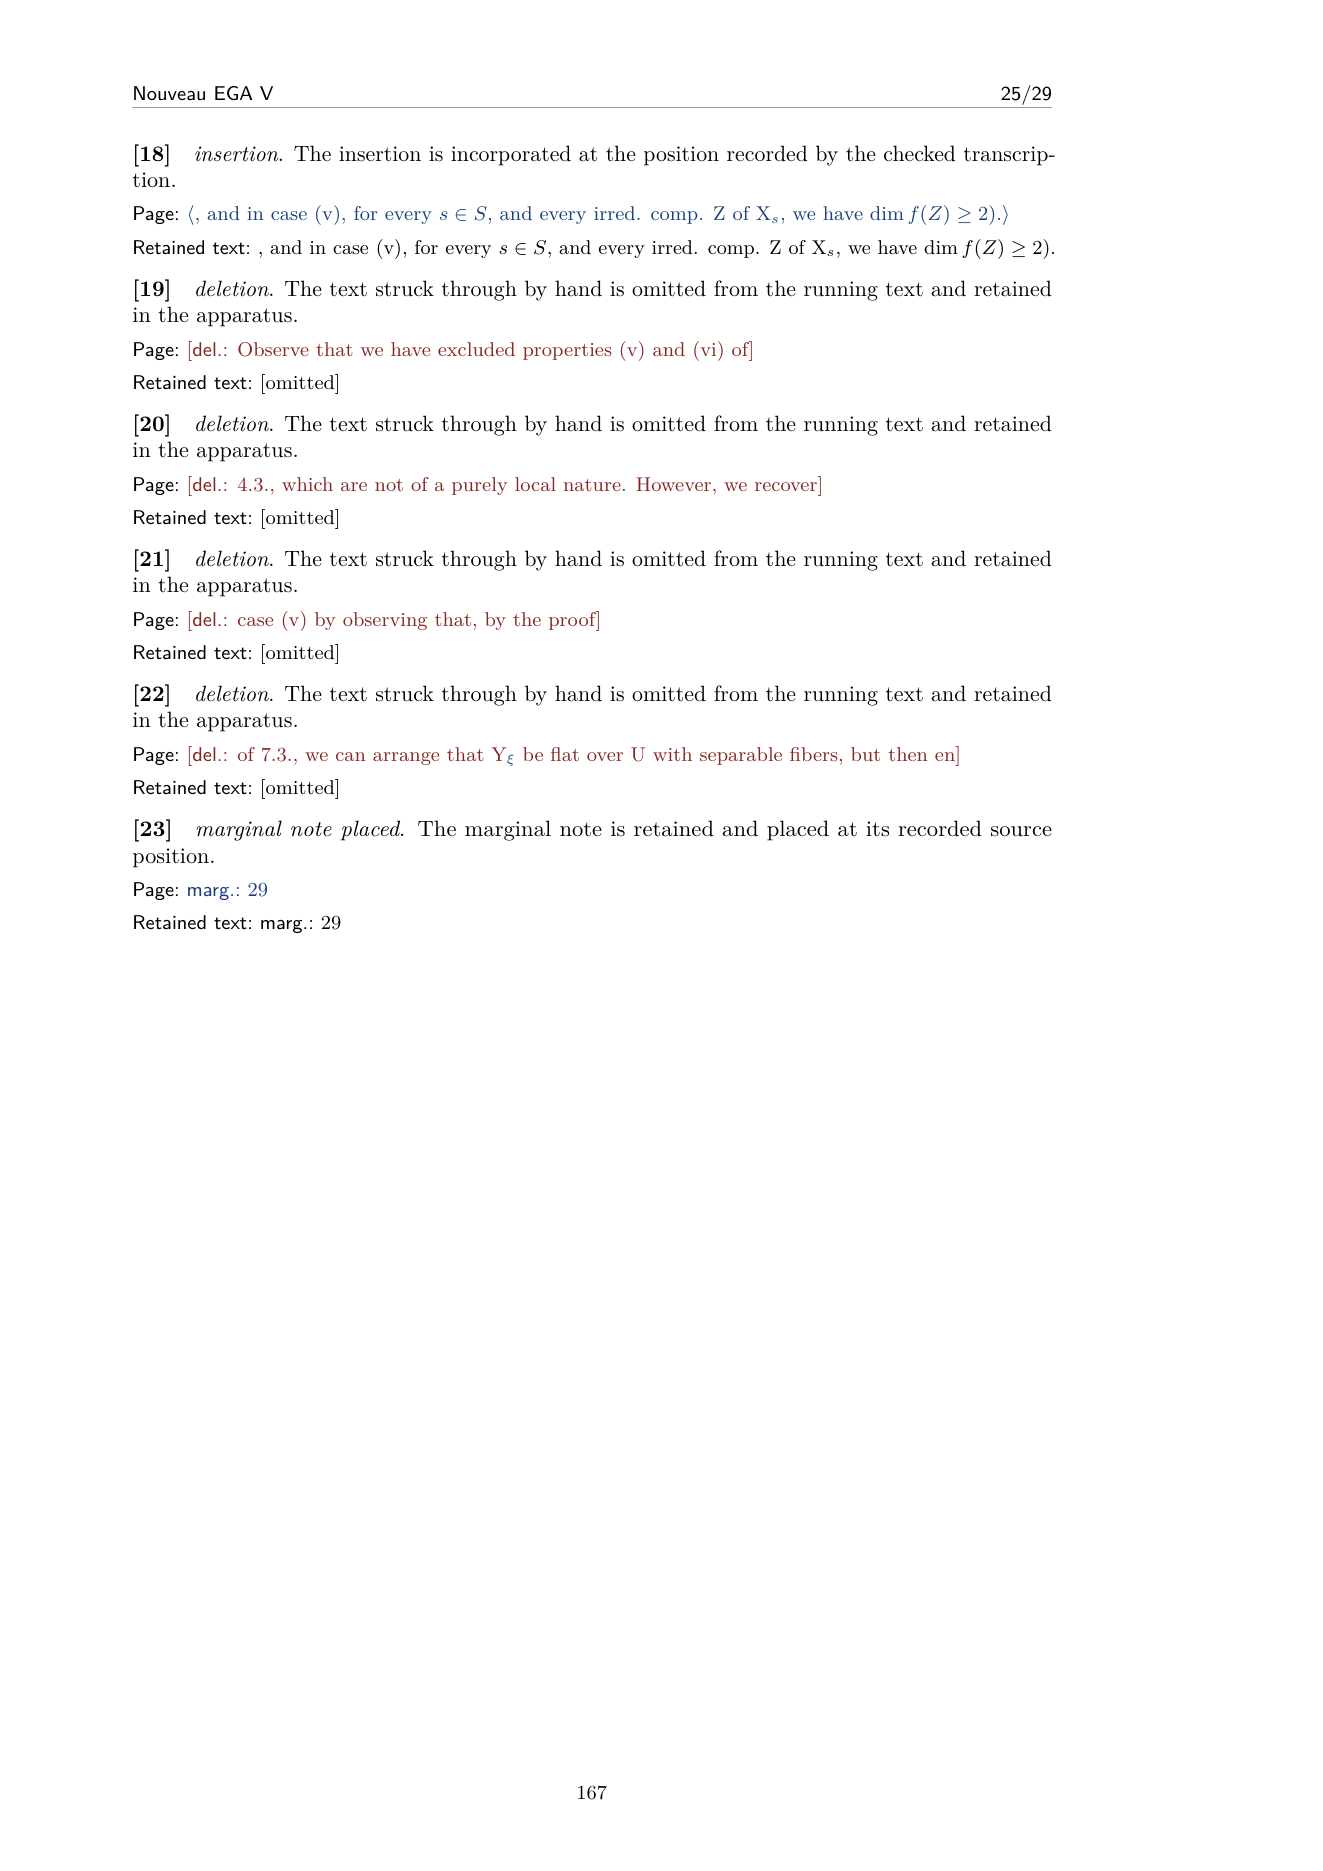 Nouveau EGA V 25/29
[18] insertion. The insertion is incorporated at the position recorded by the checked transcrip-
tion.
Page: ⟨, and in case (v), for every s ∈ S, and every irred. comp. Z of Xₛ, we have dim f(Z) ≥ 2).⟩
Retained text: , and in case (v), for every s ∈ S, and every irred. comp. Z of Xₛ, we have dim f(Z) ≥ 2).
[19] deletion. The text struck through by hand is omitted from the running text and retained
in the apparatus.
Page: [del.: Observe that we have excluded properties (v) and (vi) of]
Retained text: [omitted]
[20] deletion. The text struck through by hand is omitted from the running text and retained
in the apparatus.
Page: [del.: 4.3., which are not of a purely local nature. However, we recover]
Retained text: [omitted]
[21] deletion. The text struck through by hand is omitted from the running text and retained
in the apparatus.
Page: [del.: case (v) by observing that, by the proof]
Retained text: [omitted]
[22] deletion. The text struck through by hand is omitted from the running text and retained
in the apparatus.
Page: [del.: of 7.3., we can arrange that Y_ξ be flat over U with separable fibers, but then en]
Retained text: [omitted]
[23] marginal note placed. The marginal note is retained and placed at its recorded source
position.
Page: marg.: 29
Retained text: marg.: 29
167